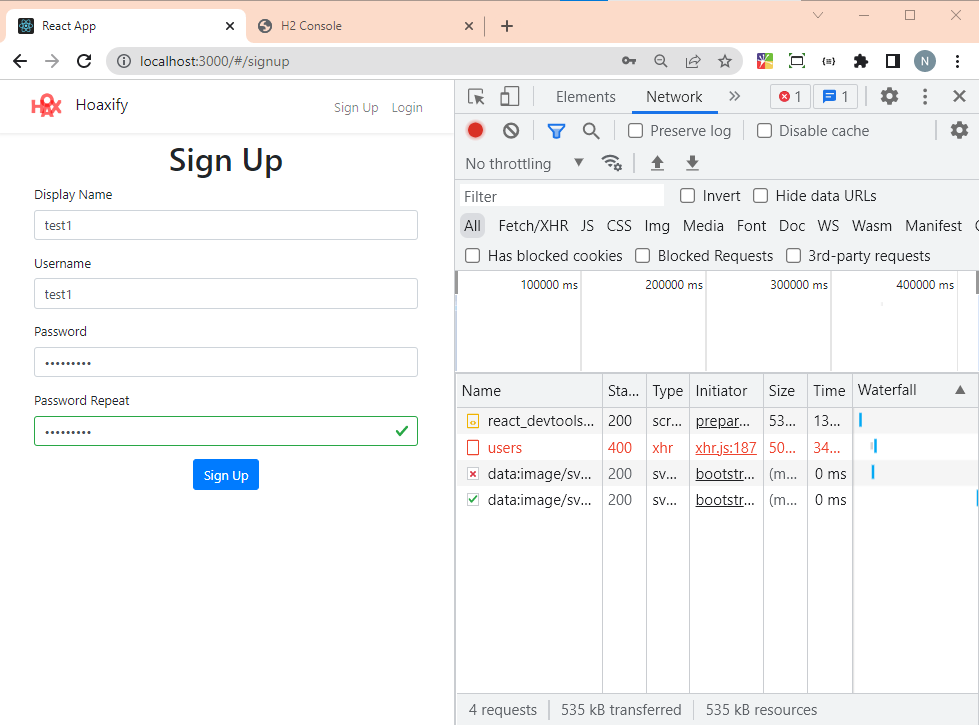 React App
H2 Console
localhost:3000/#/signup
N
HOX Hoaxify
Sign Up Login
Sign Up
Display Name
test1
Username
test1
Password
•••••••••
Password Repeat
•••••••••
Sign Up
Elements Network 1 1
Preserve log Disable cache
No throttling
Filter Invert Hide data URLs
All Fetch/XHR JS CSS Img Media Font Doc WS Wasm Manifest
Has blocked cookies Blocked Requests 3rd-party requests
100000 ms 200000 ms 300000 ms 400000 ms
Name Sta... Type Initiator Size Time Waterfall
react_devtools... 200 scr... prepar... 53... 13...
users 400 xhr xhr.js:187 50... 34...
data:image/sv... 200 sv... bootstr... (m... 0 ms
data:image/sv... 200 sv... bootstr... (m... 0 ms
4 requests 535 kB transferred 535 kB resources